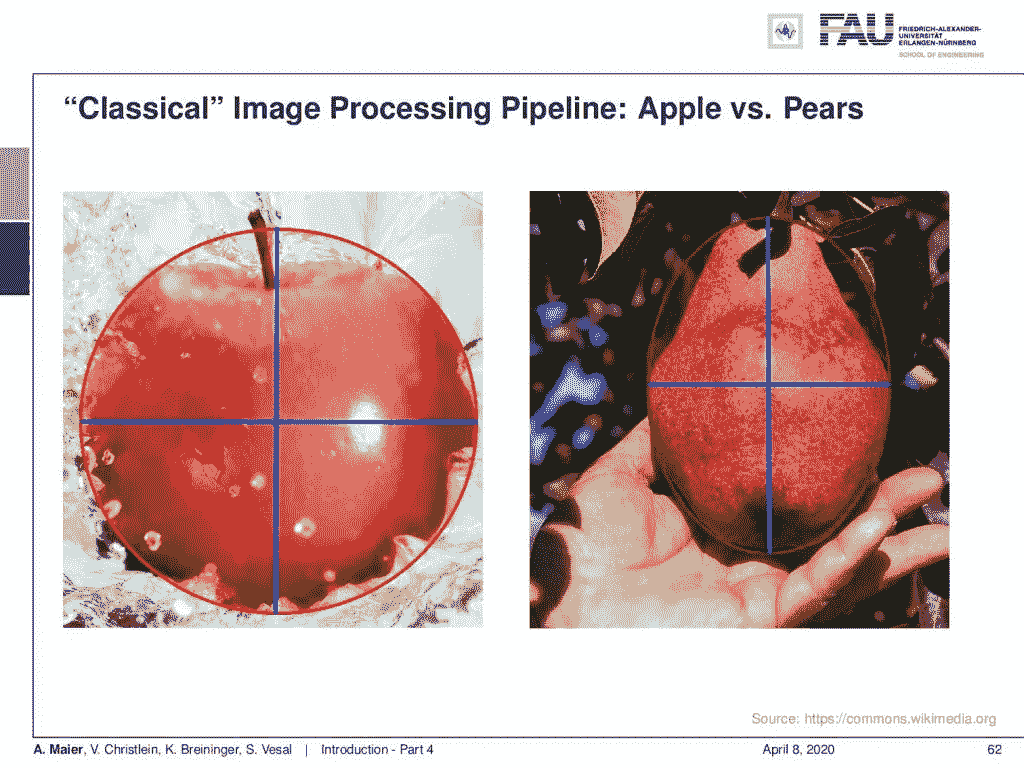 FAU
FRIEDRICH-ALEXANDER-
UNIVERSITÄT
ERLANGEN-NÜRNBERG
SCHOOL OF ENGINEERING
“Classical” Image Processing Pipeline: Apple vs. Pears
Source: https://commons.wikimedia.org
A. Maier, V. Christlein, K. Breininger, S. Vesal | Introduction - Part 4 April 8, 2020 62